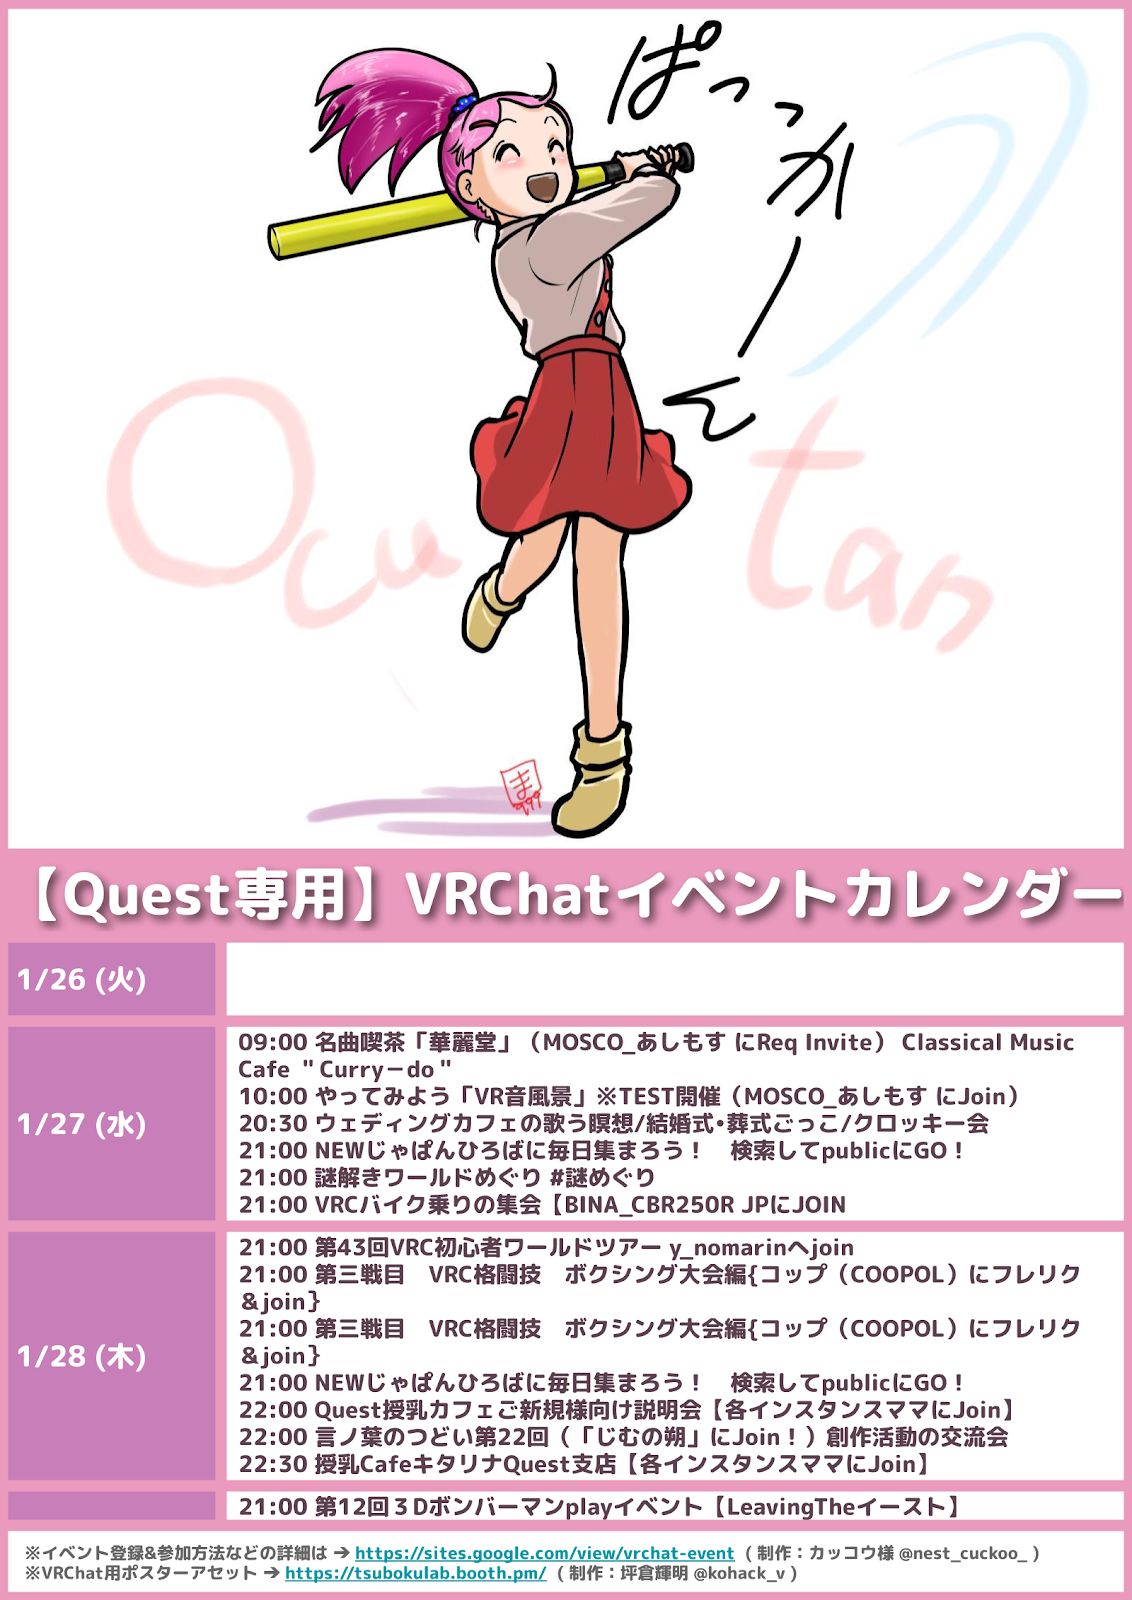 ぱっっかーーん
Ocu tan
ま
999
【Quest専用】VRChatイベントカレンダー
1/26 (火)
1/27 (水)
09:00 名曲喫茶「華麗堂」（MOSCO_あしもす にReq Invite） Classical Music
Cafe ＂Curry－do＂
10:00 やってみよう「VR音風景」※TEST開催（MOSCO_あしもす にJoin）
20:30 ウェディングカフェの歌う瞑想/結婚式・葬式ごっこ/クロッキー会
21:00 NEWじゃぱんひろばに毎日集まろう！　検索してpublicにGO！
21:00 謎解きワールドめぐり #謎めぐり
21:00 VRCバイク乗りの集会【BINA_CBR250R JPにJOIN
1/28 (木)
21:00 第43回VRC初心者ワールドツアー y_nomarinへjoin
21:00 第三戦目　VRC格闘技　ボクシング大会編{コップ（COOPOL）にフレリク
＆join}
21:00 第三戦目　VRC格闘技　ボクシング大会編{コップ（COOPOL）にフレリク
＆join}
21:00 NEWじゃぱんひろばに毎日集まろう！　検索してpublicにGO！
22:00 Quest授乳カフェご新規様向け説明会【各インスタンスママにJoin】
22:00 言ノ葉のつどい第22回（「じむの朔」にJoin！）創作活動の交流会
22:30 授乳CafeキタリナQuest支店【各インスタンスママにJoin】
21:00 第12回３Dボンバーマンplayイベント【LeavingTheイースト】
※イベント登録&参加方法などの詳細は ➔ https://sites.google.com/view/vrchat-event ( 制作：カッコウ様 @nest_cuckoo_ )
※VRChat用ポスターアセット ➔ https://tsubokulab.booth.pm/ ( 制作：坪倉輝明 @kohack_v )